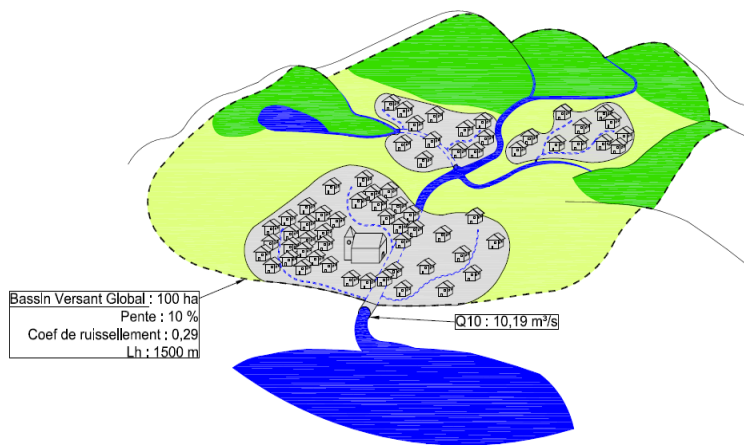 Bassin Versant Global : 100 ha
Pente : 10 %
Coef de ruissellement : 0,29
Lh : 1500 m
Q10 : 10,19 m³/s